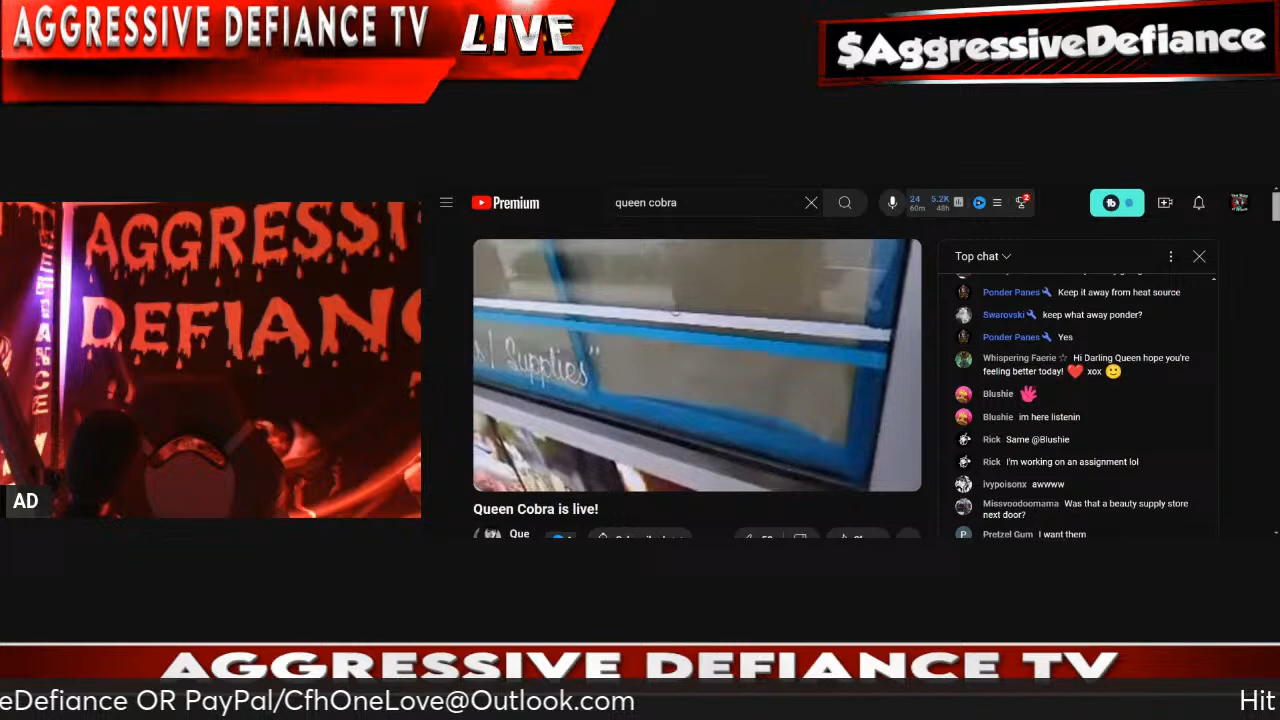 AGGRESSIVE DEFIANCE TV
LIVE
$AggressiveDefiance
Premium
queen cobra
24
60m
5.2K
48h
2
AGGRESSI
DEFIANC
AD
s | Supplies"
Top chat
Ponder Panes Keep it away from heat source
Swarovski keep what away ponder?
Ponder Panes Yes
Whispering Faerie ☆ Hi Darling Queen hope you're
feeling better today! ❤️ xox 🙂
Blushie
Blushie im here listenin
Rick Same @Blushie
Rick I'm working on an assignment lol
ivypoisonx awwww
Missvoodoomama Was that a beauty supply store
next door?
P Pretzel Gum I want them
Queen Cobra is live!
Que
AGGRESSIVE DEFIANCE TV
eDefiance OR PayPal/CfhOneLove@Outlook.com
Hit